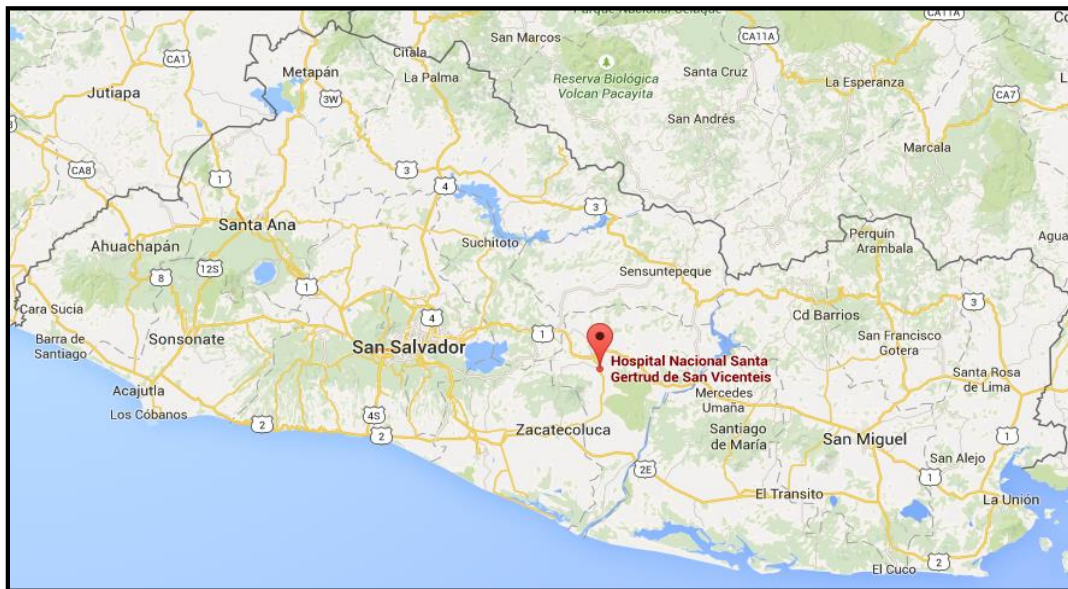 Parque Nacional Celaque
CA11A
CA11A
San Marcos
CA1
Citala
Metapán
La Palma
Reserva Biológica
Volcan Pacayita
Santa Cruz
La Esperanza
Jutiapa
3W
CA7
San Andrés
Marcala
CA8
1
3
4
3
Santa Ana
Perquín
Arambala
Agua
Ahuachapán
Suchitoto
12S
8
Sensuntepeque
1
3
Cara Sucia
4
Cd Barrios
Barra de
Santiago
Sonsonate
San Salvador
1
San Francisco
Gotera
Hospital Nacional Santa
Gertrud de San Vicenteis
Santa Rosa
de Lima
Acajutla
Mercedes
Umaña
Los Cóbanos
4S
2
2
Zacatecoluca
Santiago
de María
San Miguel
1
San Alejo
2E
1
El Transito
La Unión
2
El Cuco